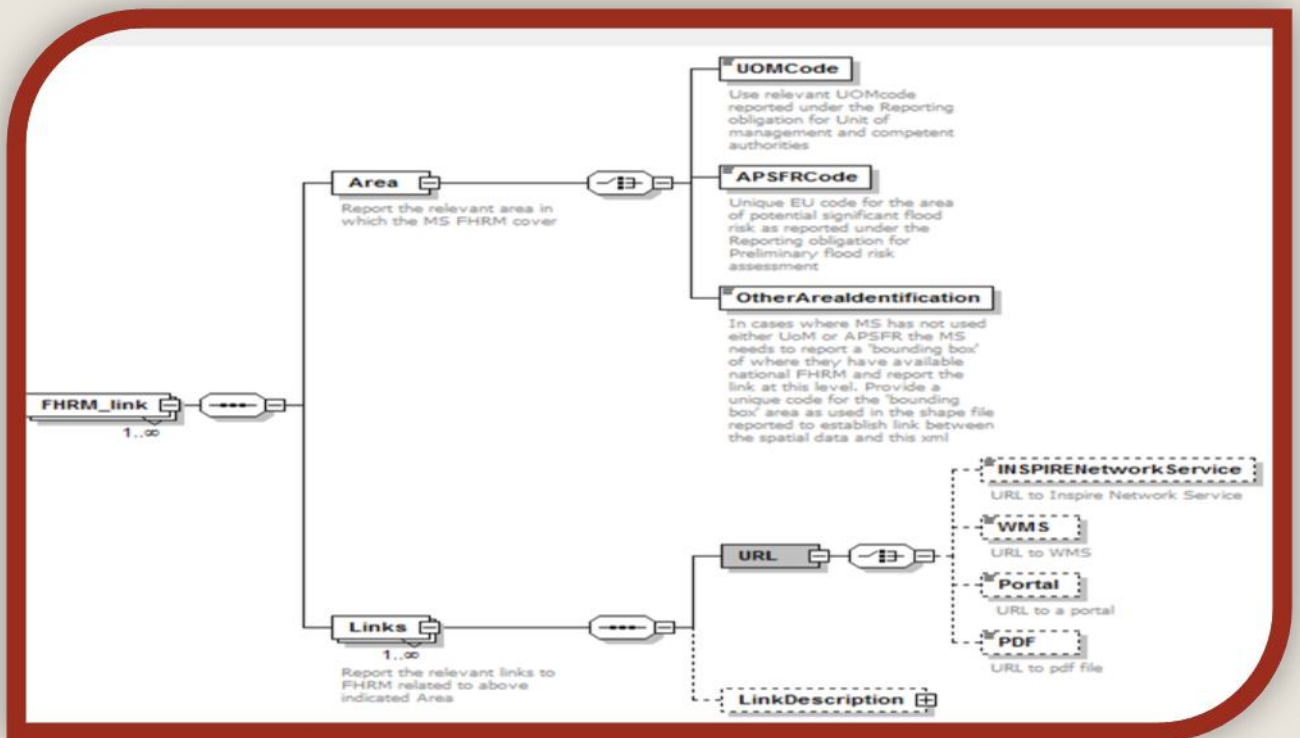 UOMCode
Use relevant UOMcode
reported under the Reporting
obligation for Unit of
management and competent
authorities
Area
Report the relevant area in
which the MS FHRM cover
APSFRCode
Unique EU code for the area
of potential significant flood
risk as reported under the
Reporting obligation for
Preliminary flood risk
assessment
OtherAreaIdentification
In cases where MS has not used
either UoM or APSFR the MS
needs to report a 'bounding box'
of where they have available
national FHRM and report the
link at this level. Provide a
unique code for the 'bounding
box' area as used in the shape file
reported to establish link between
the spatial data and this xml
FHRM_link
1..∞
Links
1..∞
Report the relevant links to
FHRM related to above
indicated Area
URL
INSPIRENetworkService
URL to Inspire Network Service
WMS
URL to WMS
Portal
URL to a portal
PDF
URL to pdf file
LinkDescription